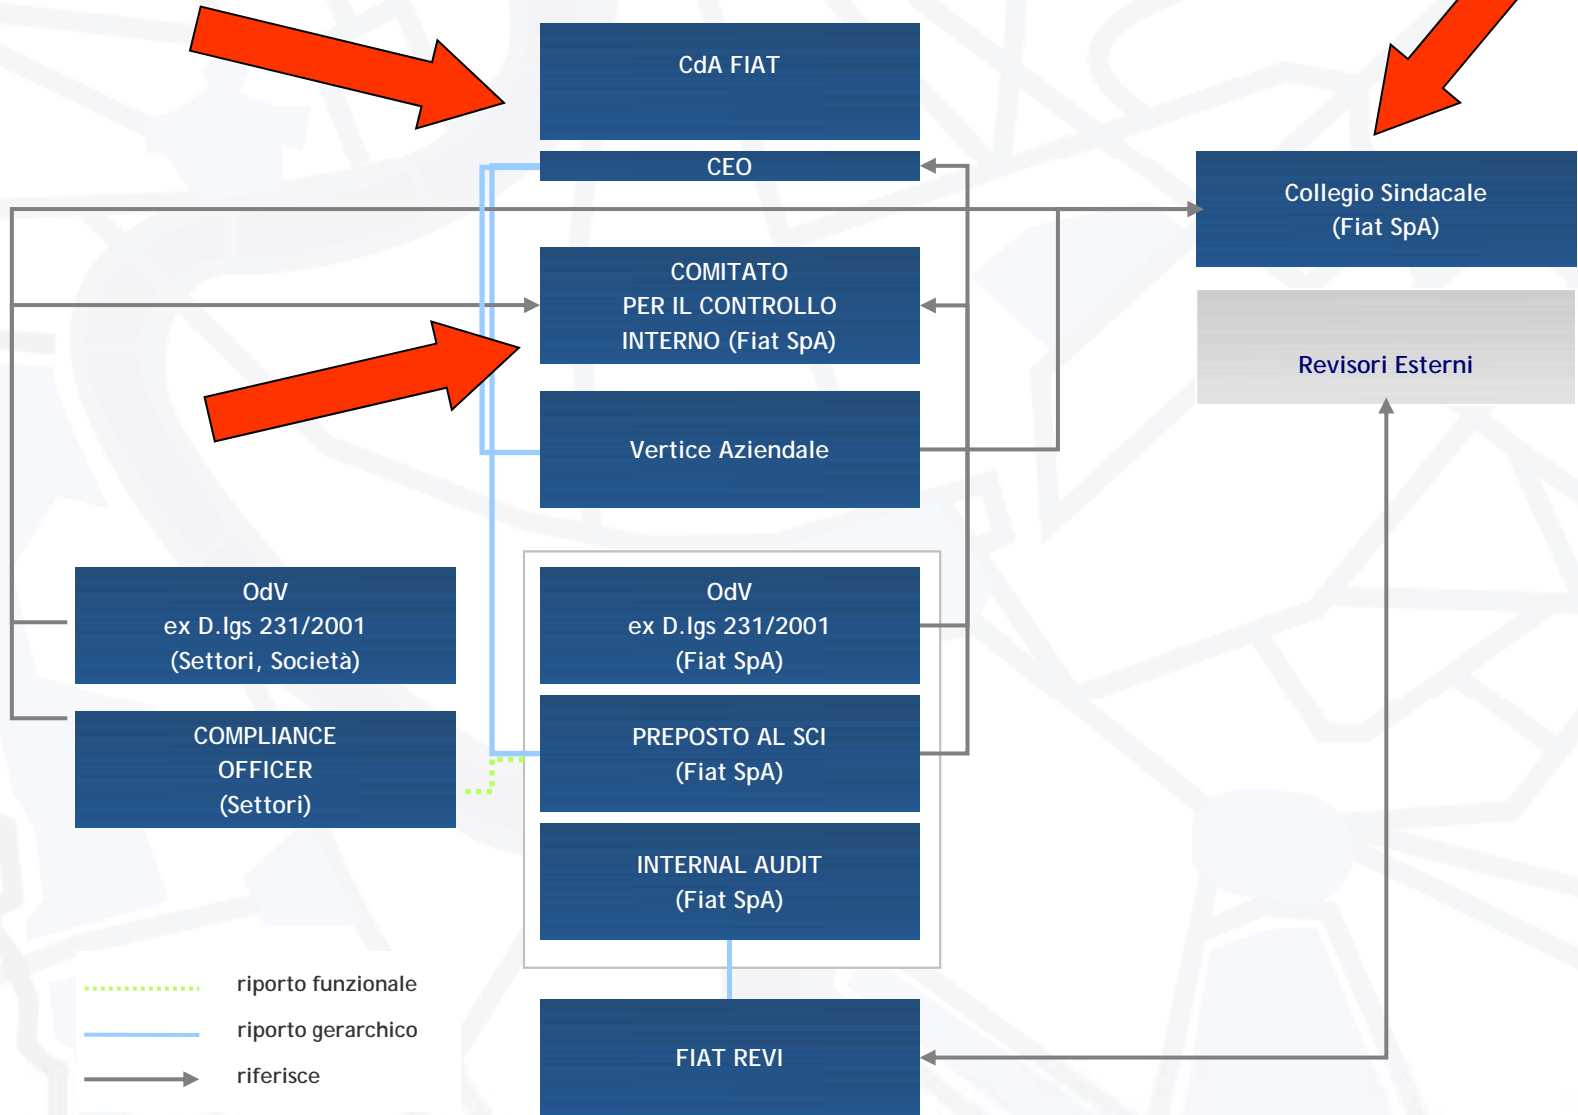 CdA FIAT
CEO
Collegio Sindacale
(Fiat SpA)
COMITATO
PER IL CONTROLLO
INTERNO (Fiat SpA)
Revisori Esterni
Vertice Aziendale
OdV
ex D.lgs 231/2001
(Settori, Società)
OdV
ex D.lgs 231/2001
(Fiat SpA)
COMPLIANCE
OFFICER
(Settori)
PREPOSTO AL SCI
(Fiat SpA)
INTERNAL AUDIT
(Fiat SpA)
riporto funzionale
riporto gerarchico
riferisce
FIAT REVI